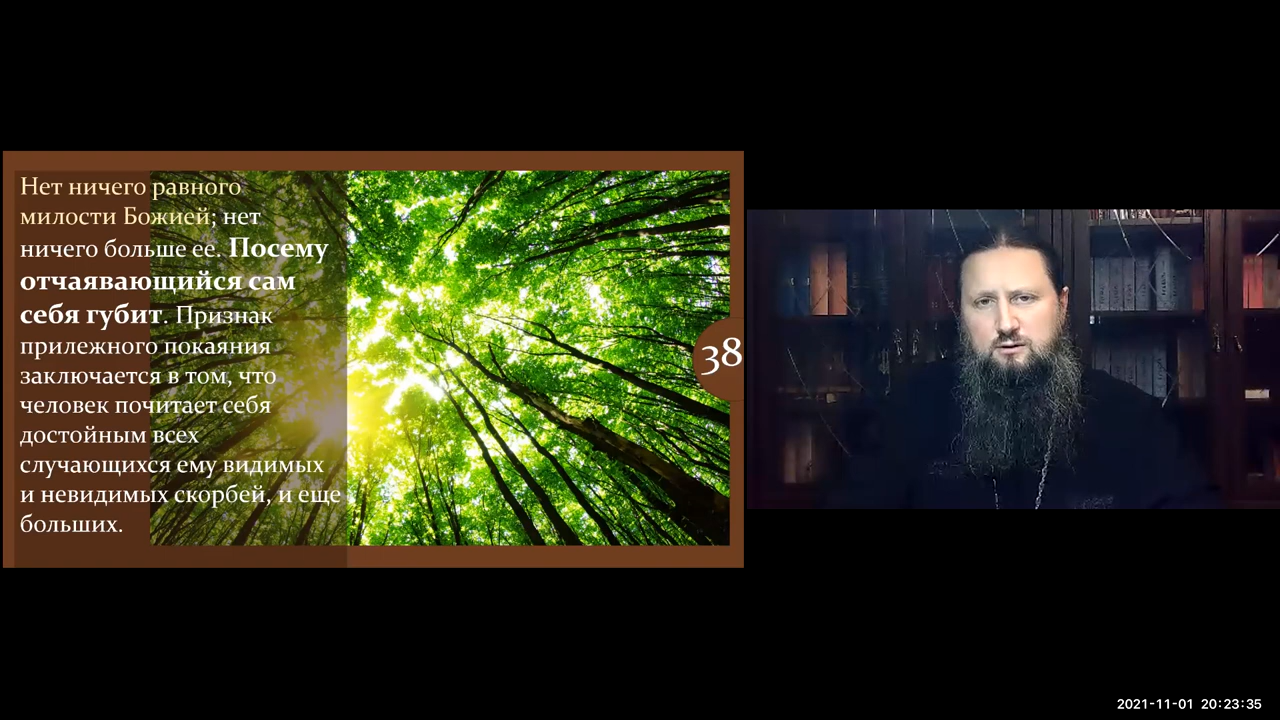 Нет ничего равного
милости Божией; нет
ничего больше ее. Посему
отчаявающийся сам
себя губит. Признак
прилежного покаяния
заключается в том, что
человек почитает себя
достойным всех
случающихся ему видимых
и невидимых скорбей, и еще
больших.
38
2021-11-01 20:23:35